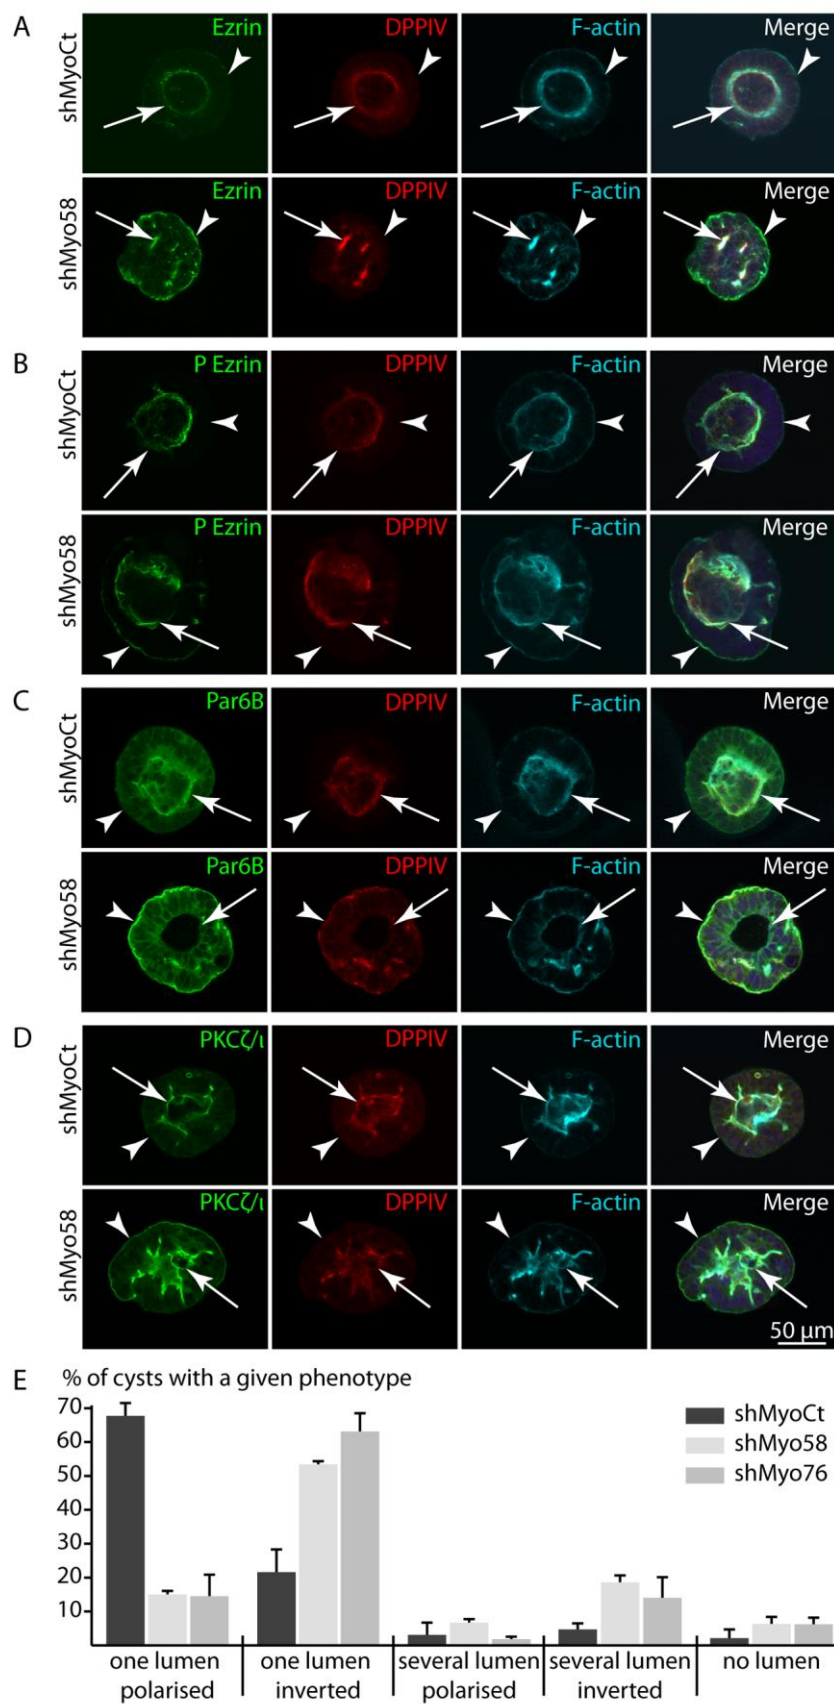 A
shMyoCt
Ezrin
DPPIV
F-actin
Merge
shMyo58
Ezrin
DPPIV
F-actin
Merge
B
shMyoCt
P Ezrin
DPPIV
F-actin
Merge
shMyo58
P Ezrin
DPPIV
F-actin
Merge
C
shMyoCt
Par6B
DPPIV
F-actin
Merge
shMyo58
Par6B
DPPIV
F-actin
Merge
D
shMyoCt
PKCζ/ι
DPPIV
F-actin
Merge
shMyo58
PKCζ/ι
DPPIV
F-actin
Merge
50 µm
E
% of cysts with a given phenotype
70
60
50
40
30
20
10
shMyoCt
shMyo58
shMyo76
one lumen
polarised
one lumen
inverted
several lumen
polarised
several lumen
inverted
no lumen